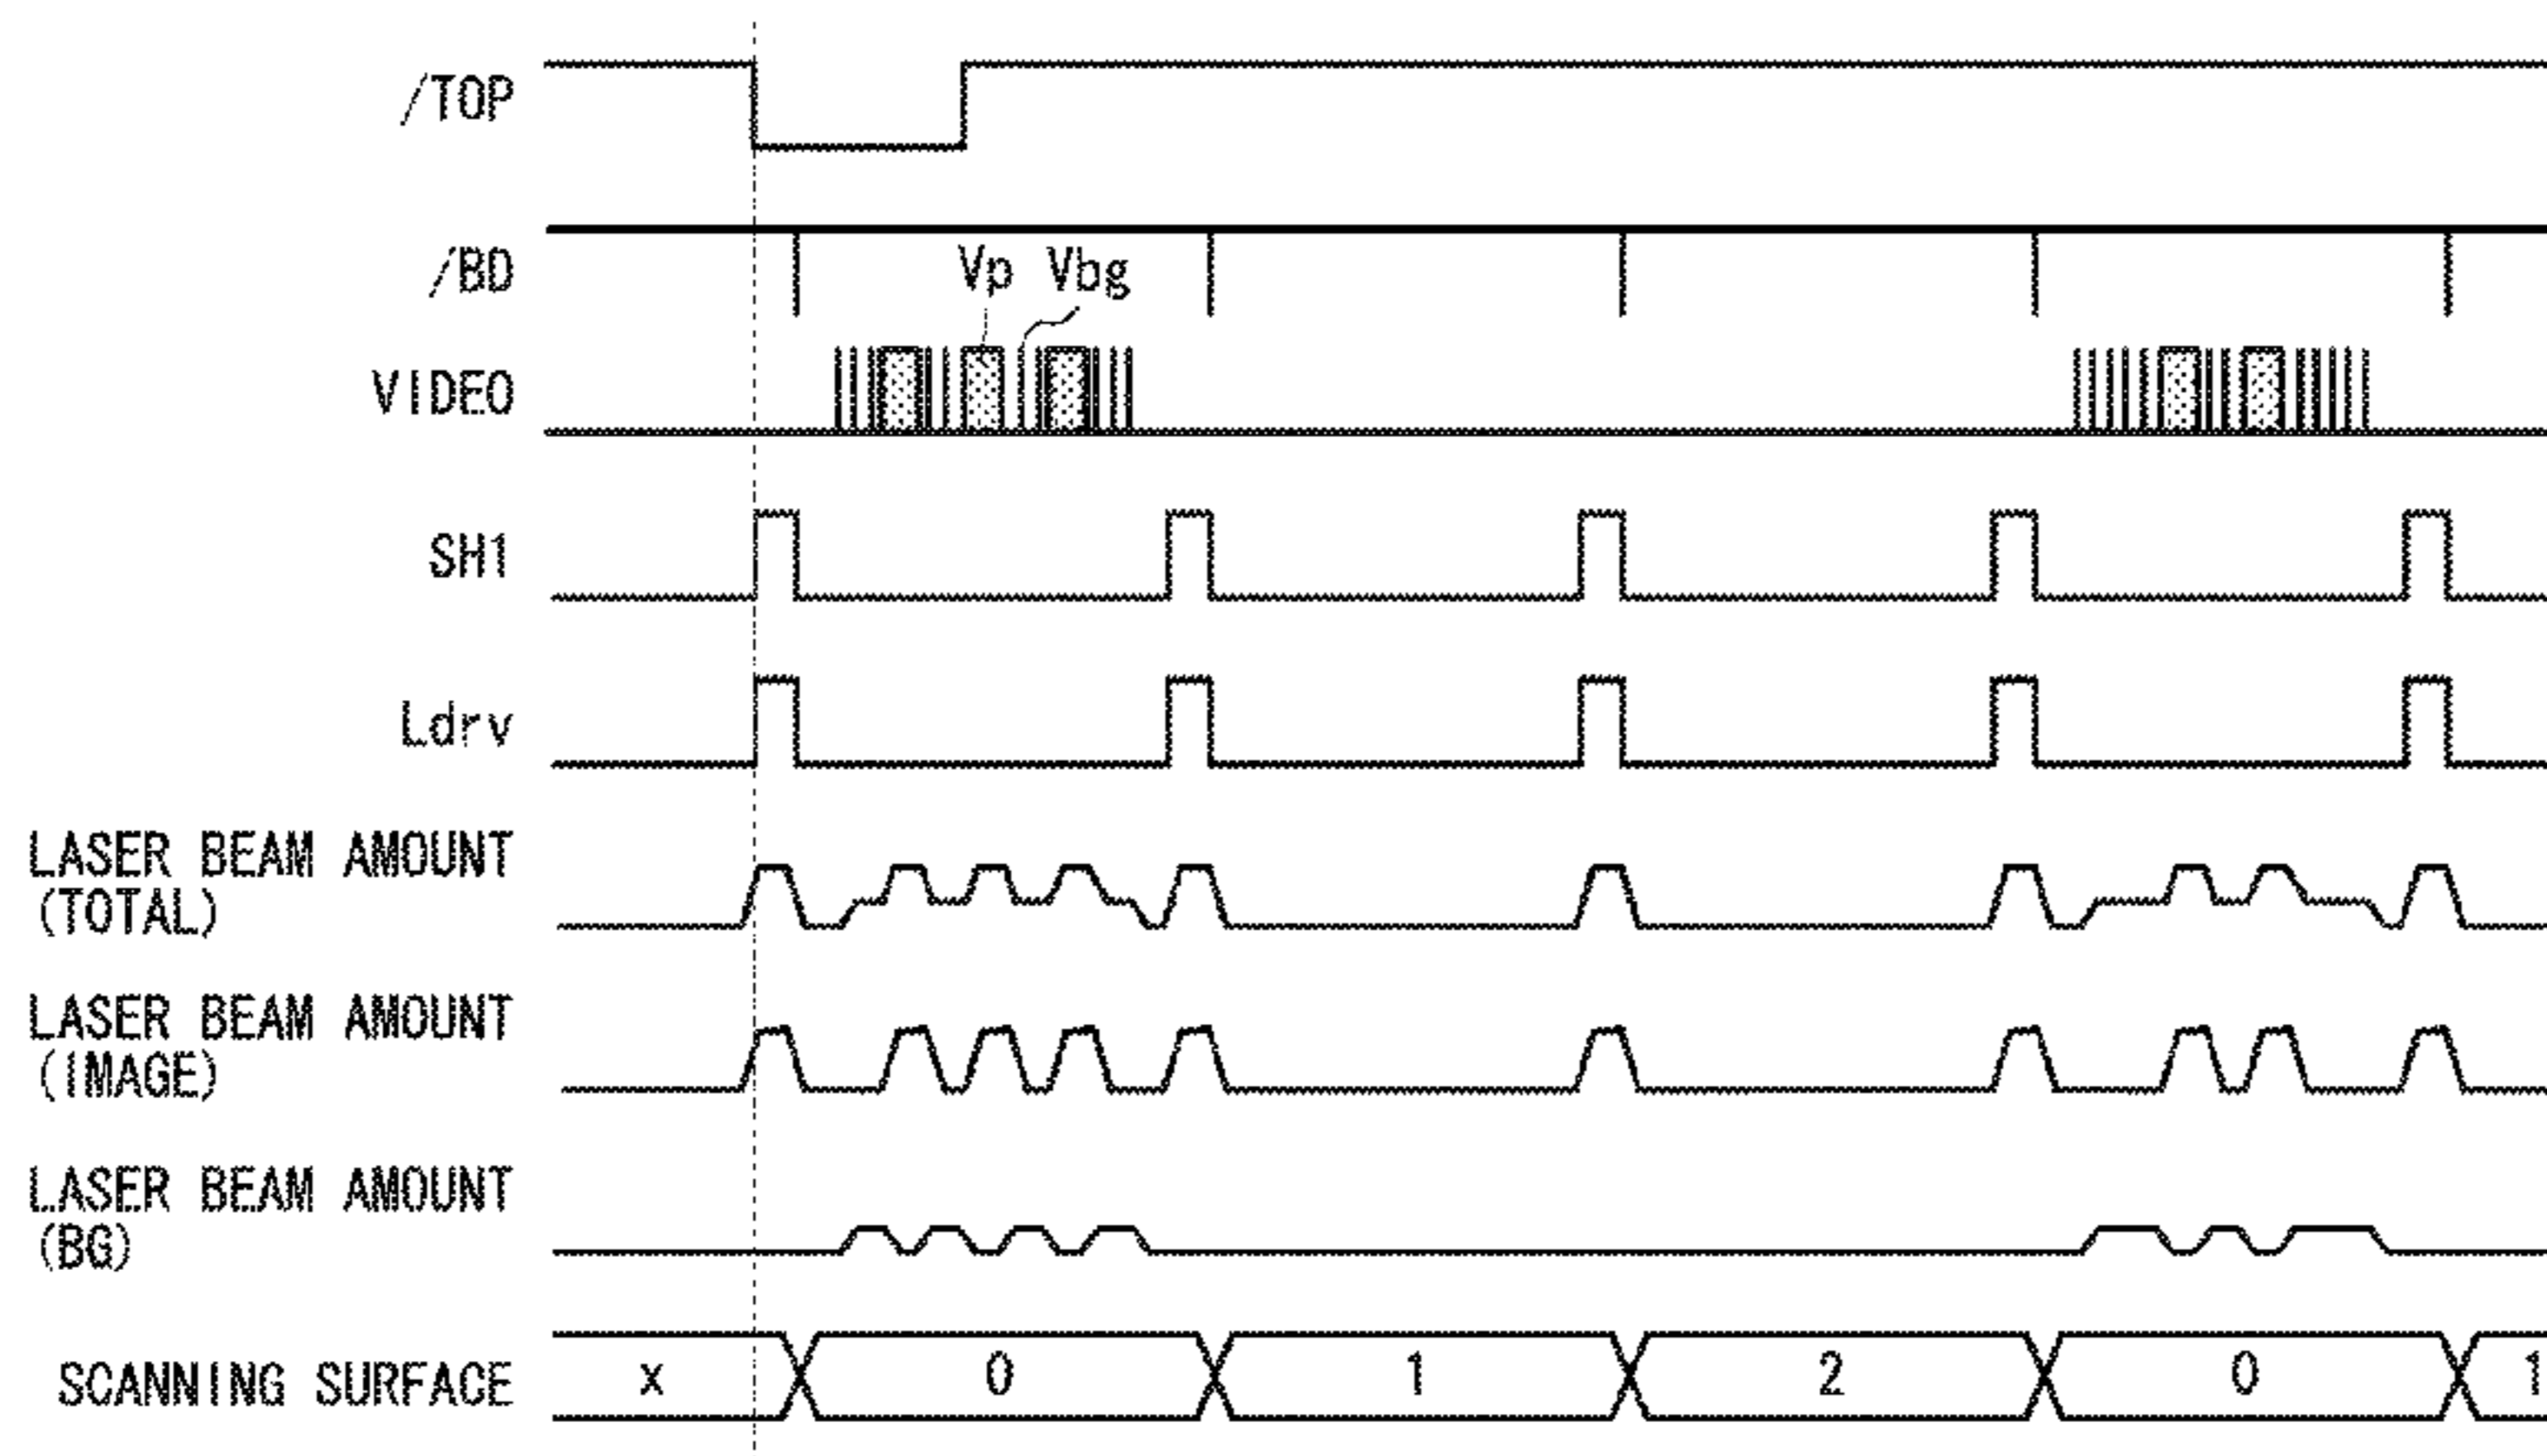 /TOP
/BD
Vp Vbg
VIDEO
SH1
Ldrv
LASER BEAM AMOUNT
(TOTAL)
LASER BEAM AMOUNT
(IMAGE)
LASER BEAM AMOUNT
(BG)
SCANNING SURFACE x 0 1 2 0 1